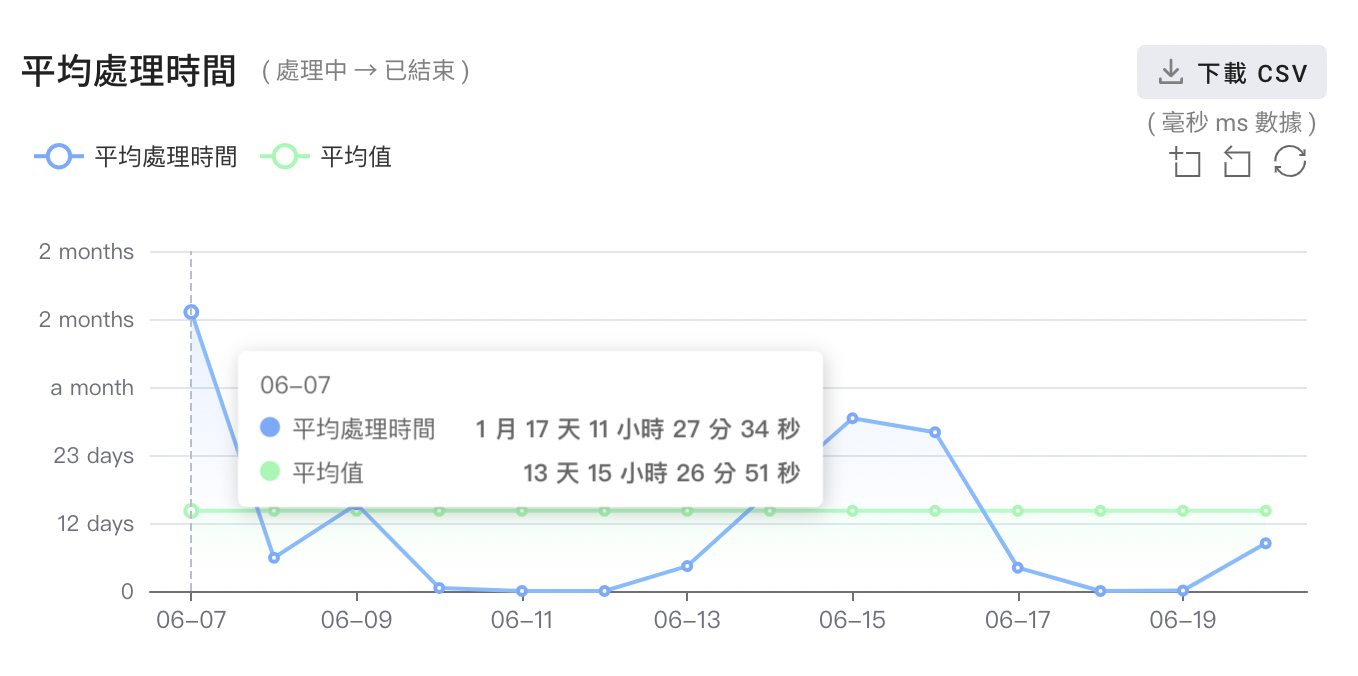 平均處理時間 ( 處理中 → 已結束 )
下載 CSV
( 毫秒 ms 數據 )
平均處理時間 平均值
2 months
2 months
a month
23 days
12 days
0
06-07
平均處理時間 1 月 17 天 11 小時 27 分 34 秒
平均值 13 天 15 小時 26 分 51 秒
06-07 06-09 06-11 06-13 06-15 06-17 06-19